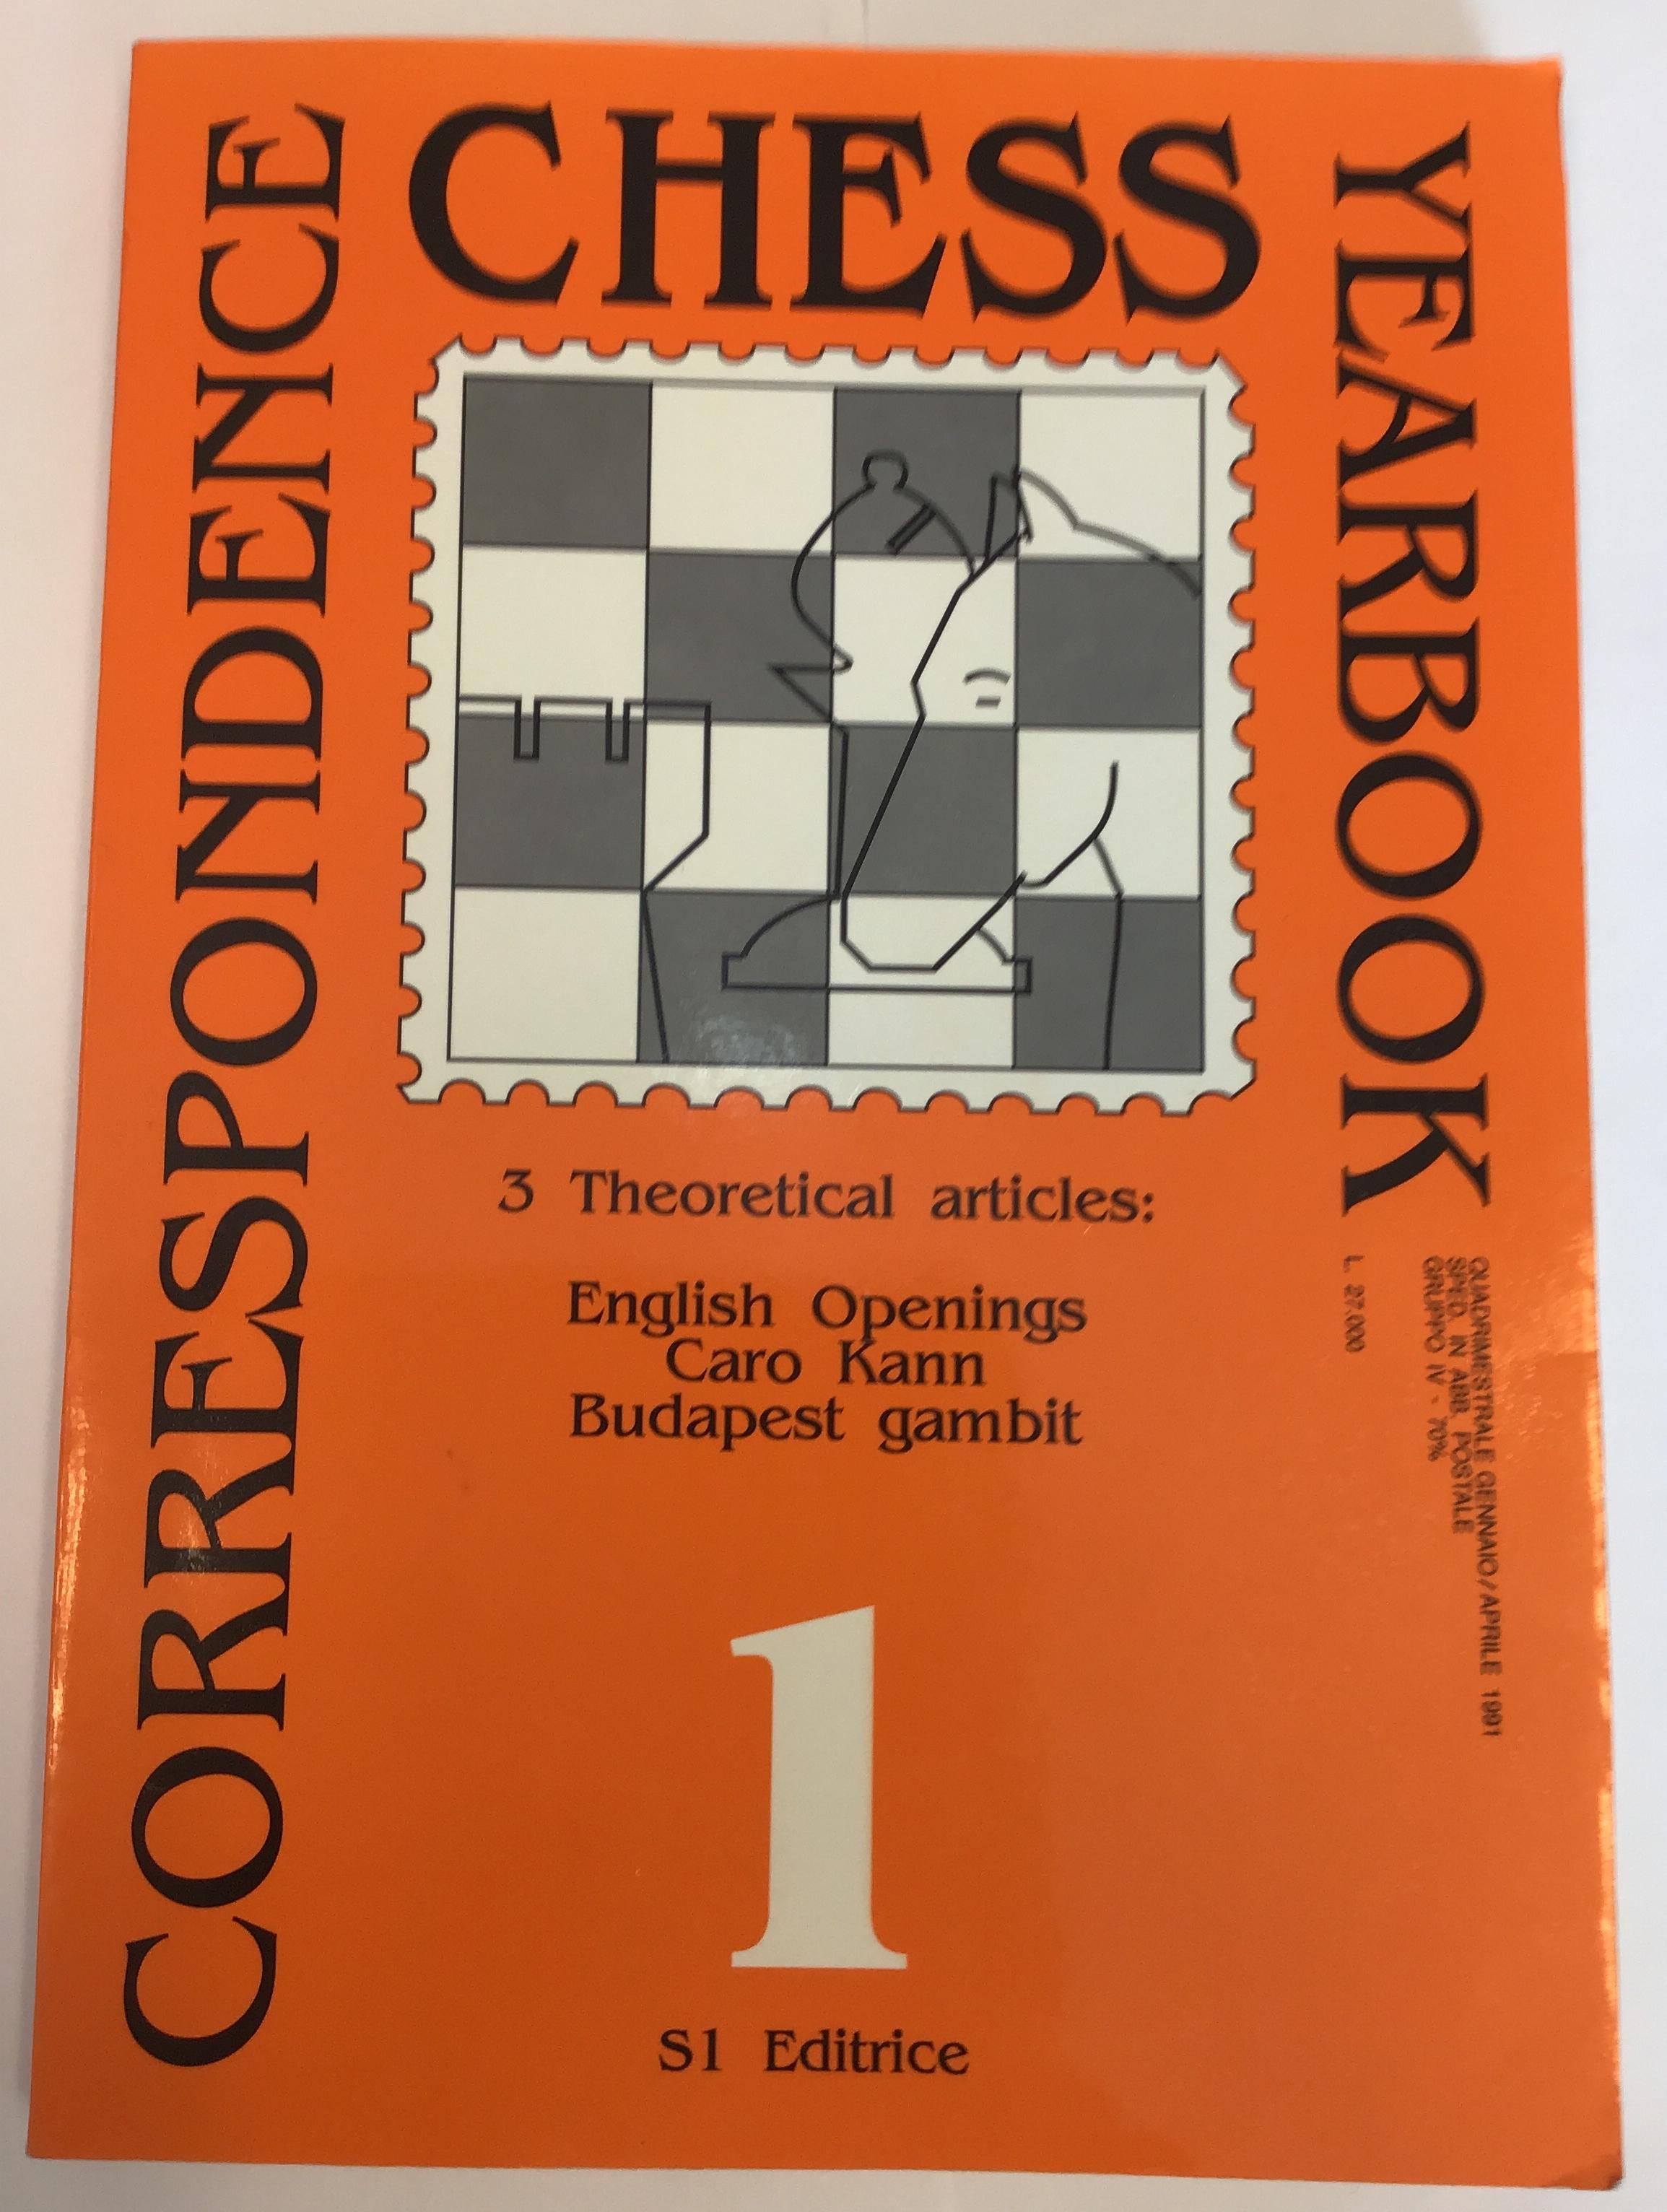 CORRESPONDENCE
CHESS
YEARBOOK
3 Theoretical articles:
English Openings
Caro Kann
Budapest gambit
QUADRIMESTRALE GENNAIO/APRILE 1991
SPED. IN ABB. POSTALE
GRUPPO IV - 70%
L. 27.000
1
S1 Editrice